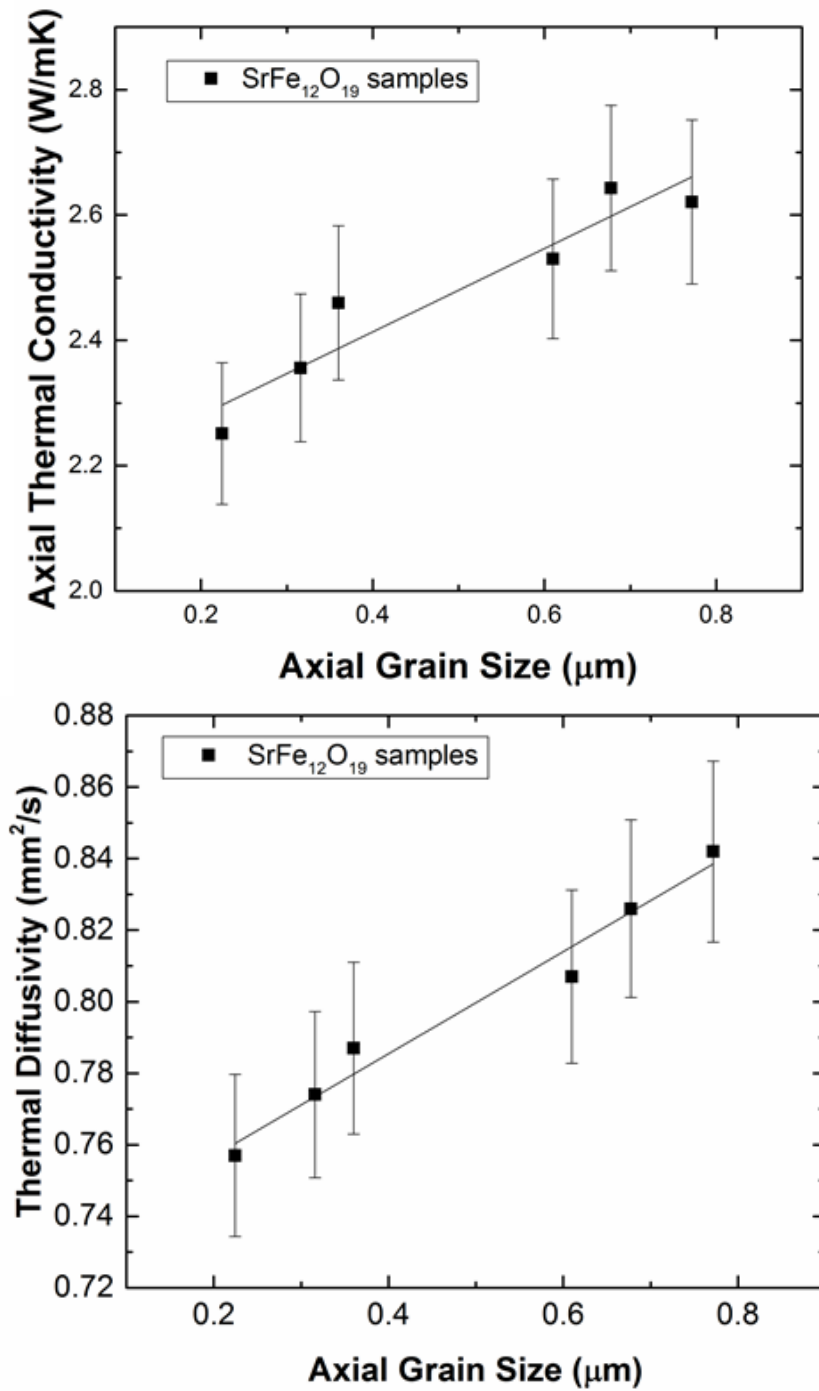 Axial Thermal Conductivity (W/mK)
SrFe₁₂O₁₉ samples
2.8
2.6
2.4
2.2
2.0
0.2 0.4 0.6 0.8
Axial Grain Size (μm)
Thermal Diffusivity (mm²/s)
SrFe₁₂O₁₉ samples
0.88
0.86
0.84
0.82
0.80
0.78
0.76
0.74
0.72
0.2 0.4 0.6 0.8
Axial Grain Size (μm)